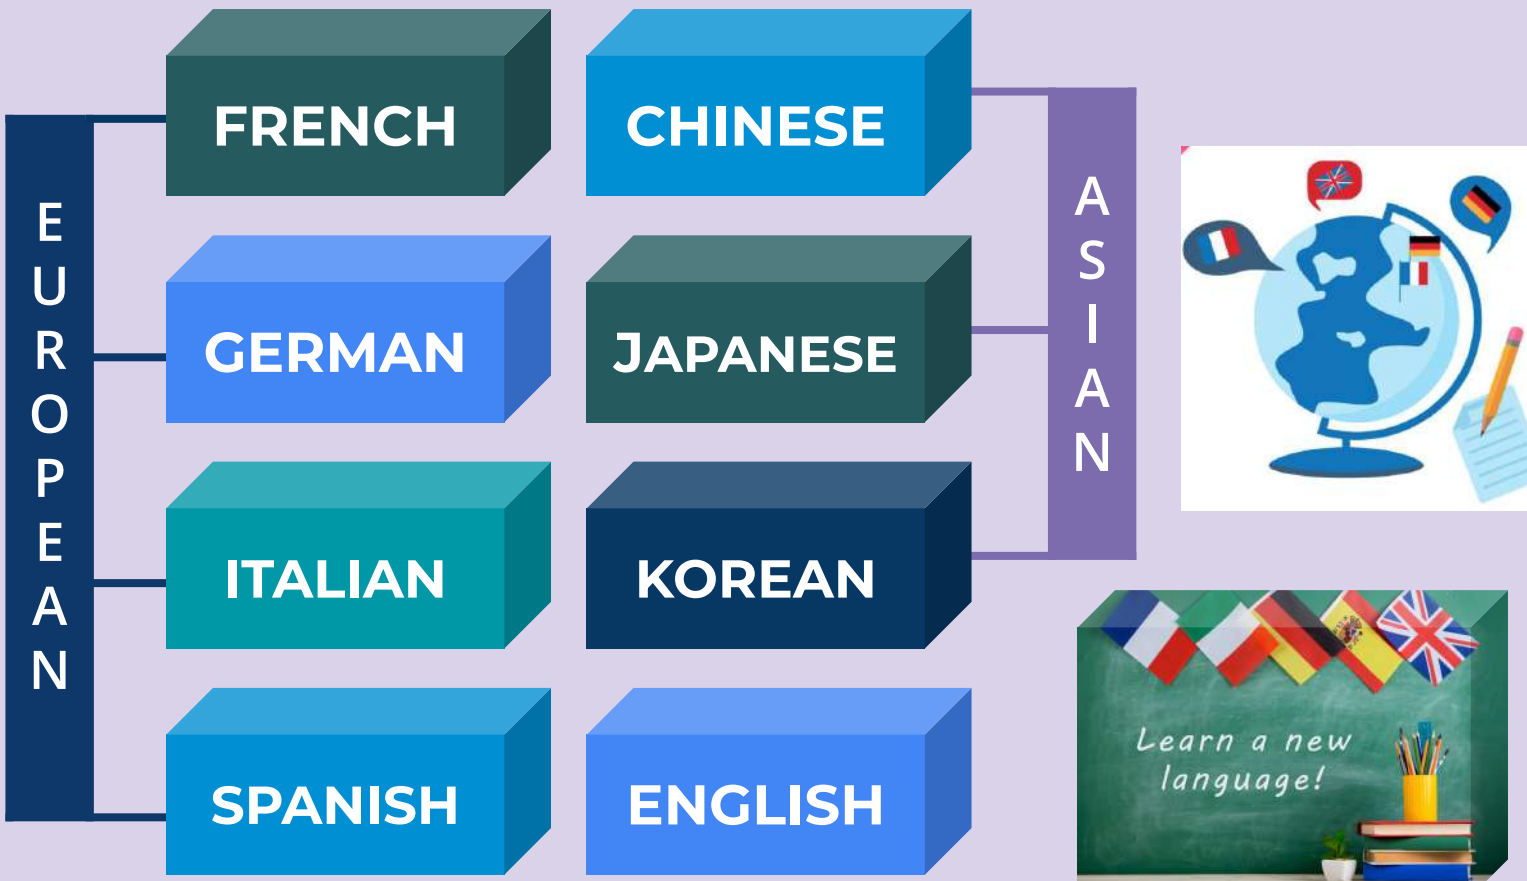 EUROPEAN
FRENCH
GERMAN
ITALIAN
SPANISH
CHINESE
JAPANESE
KOREAN
ENGLISH
ASIAN
Learn a new
language!